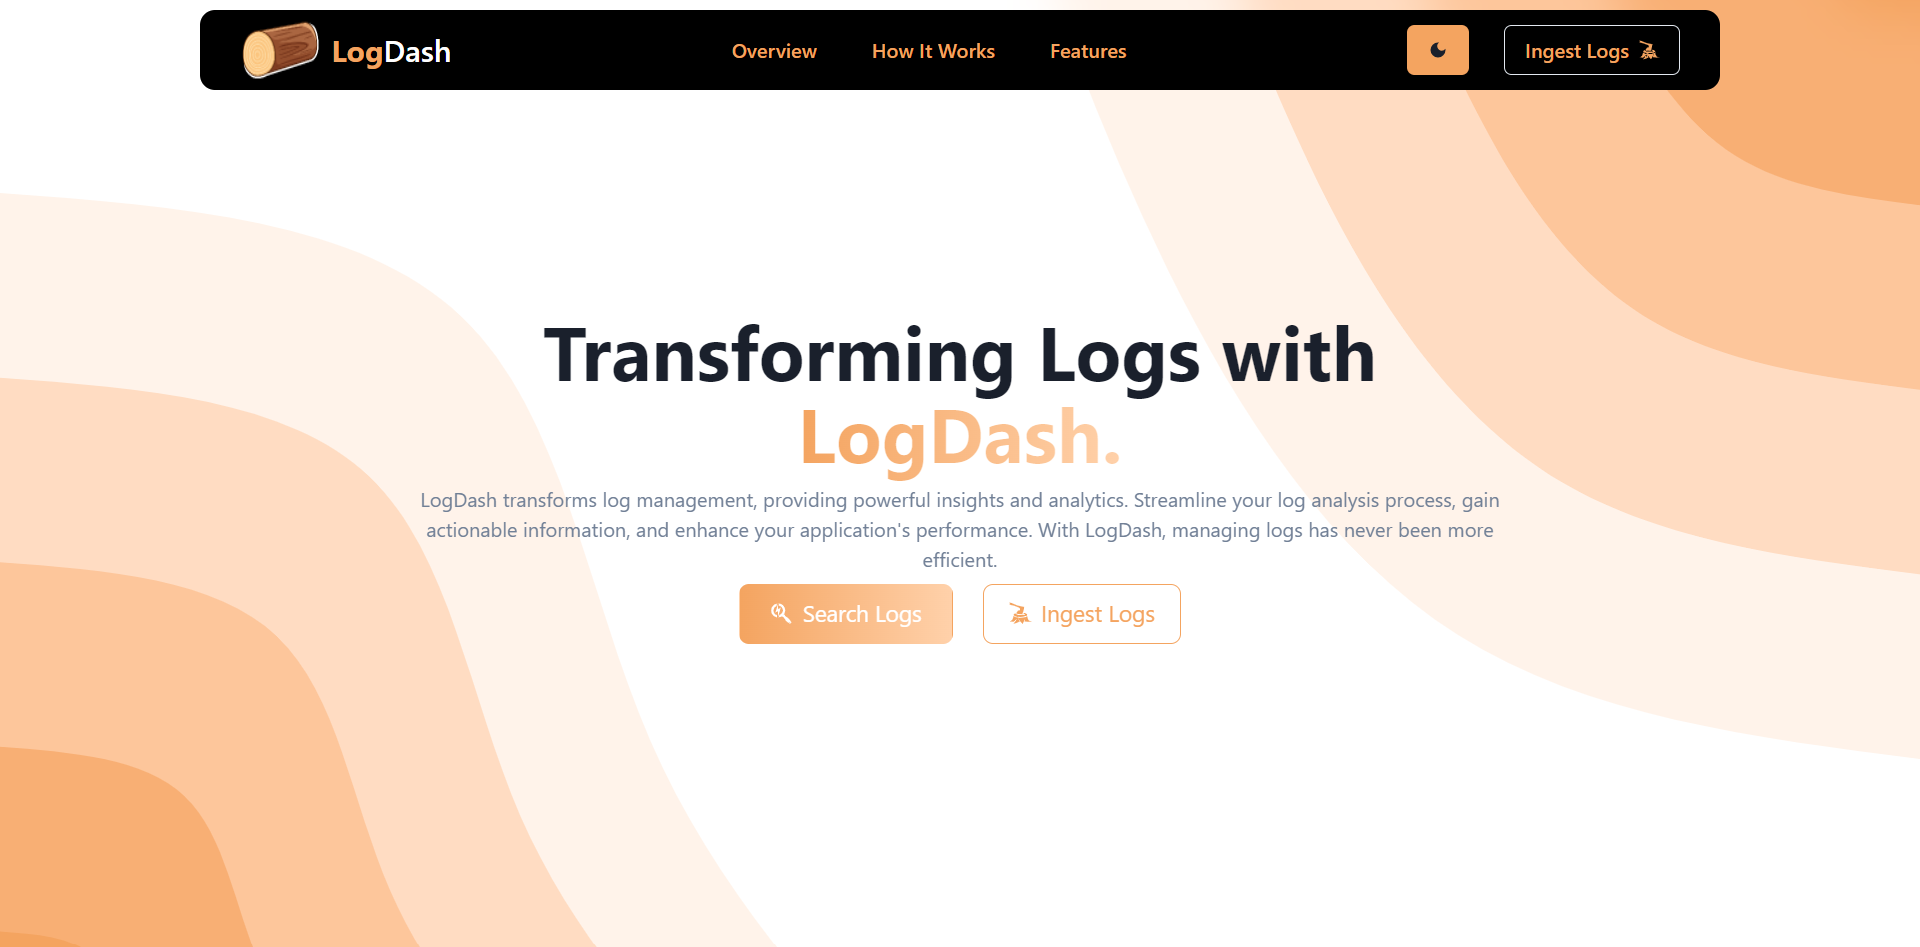 LogDash
Overview
How It Works
Features
Ingest Logs
Transforming Logs with
LogDash.
LogDash transforms log management, providing powerful insights and analytics. Streamline your log analysis process, gain
actionable information, and enhance your application's performance. With LogDash, managing logs has never been more
efficient.
Search Logs
Ingest Logs